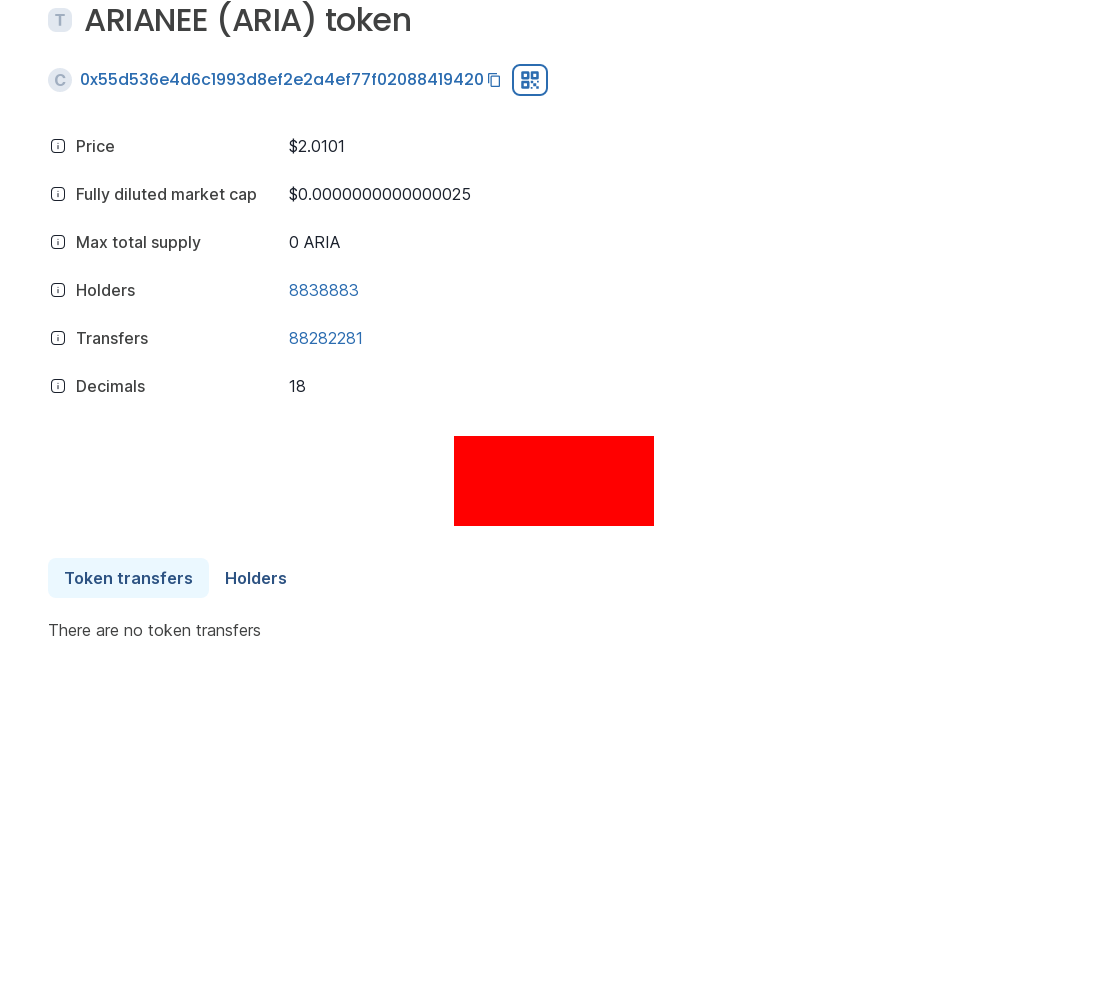 T ARIANEE (ARIA) token
C 0x55d536e4d6c1993d8ef2e2a4ef77f02088419420
Price $2.0101
Fully diluted market cap $0.0000000000000025
Max total supply 0 ARIA
Holders 8838883
Transfers 88282281
Decimals 18
Token transfers Holders
There are no token transfers